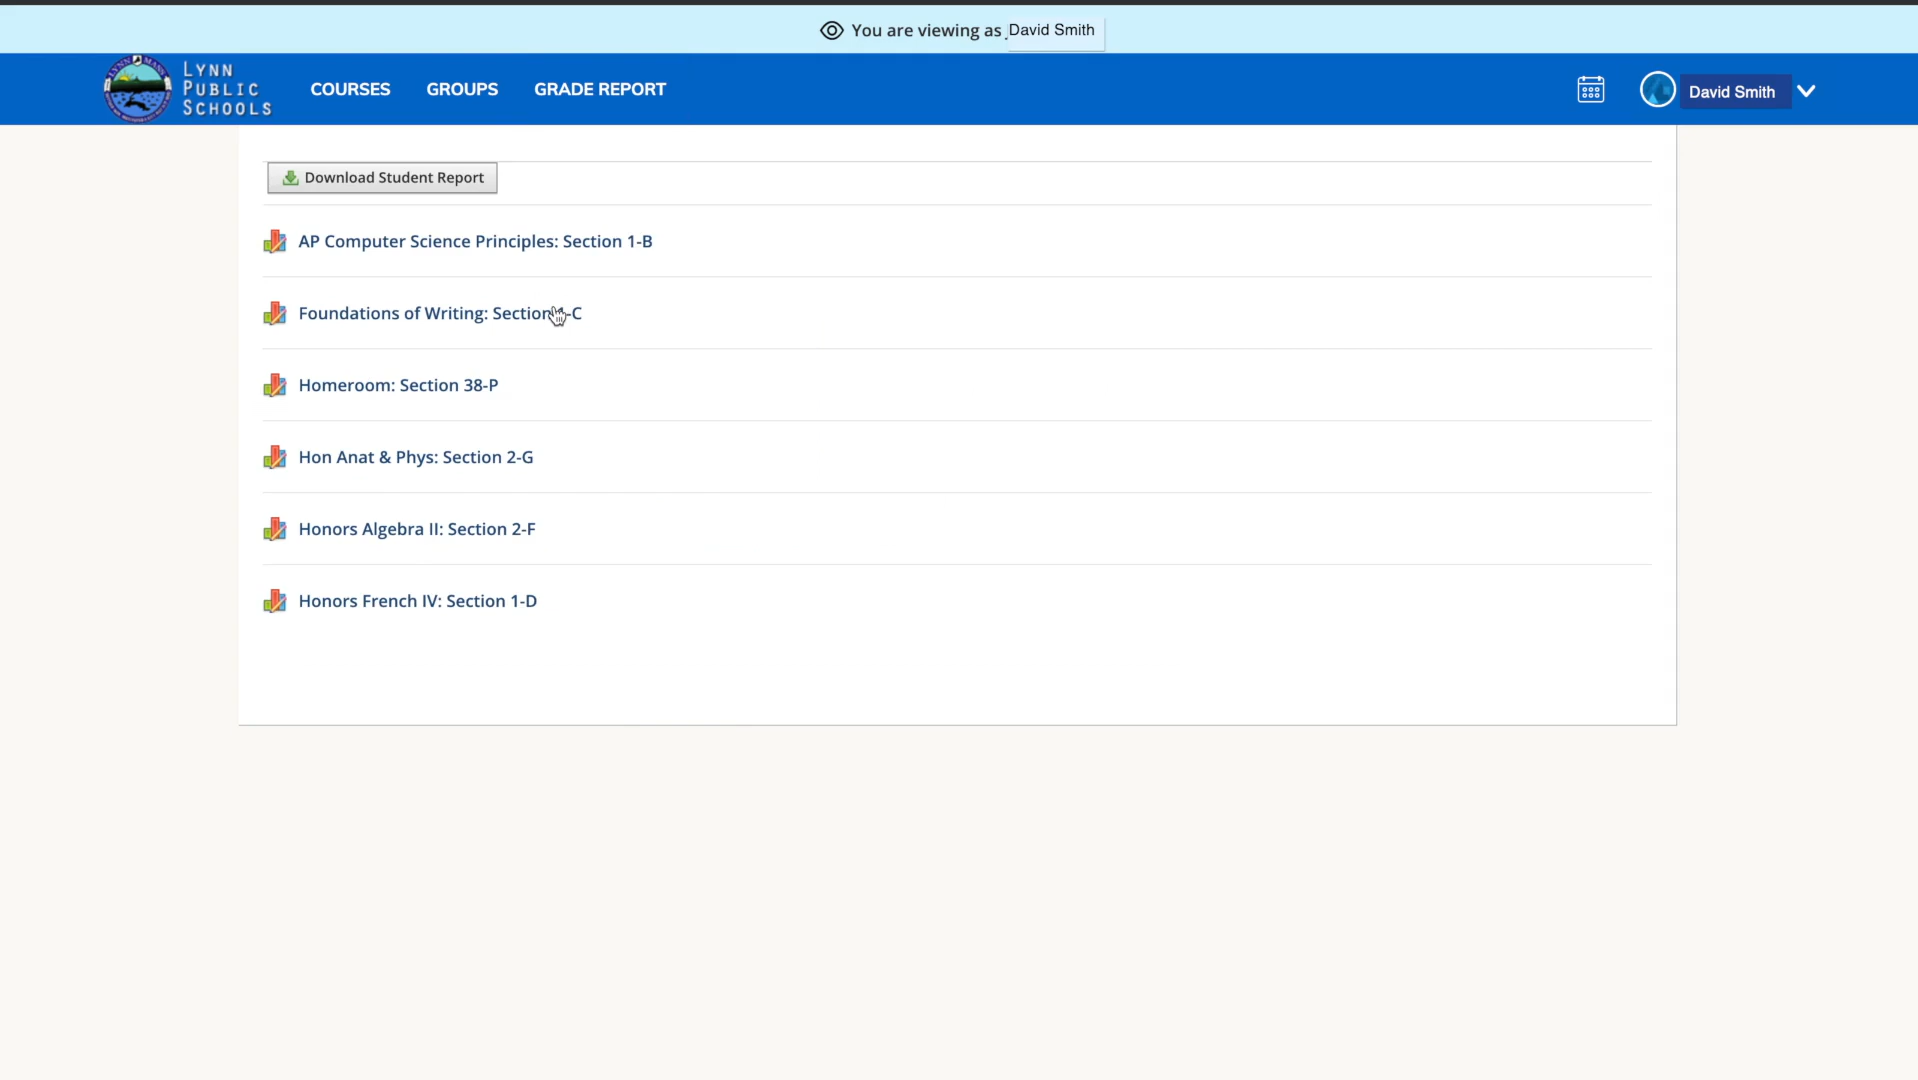 You are viewing as David Smith
LYNN
PUBLIC
SCHOOLS
COURSES
GROUPS
GRADE REPORT
David Smith
Download Student Report
AP Computer Science Principles: Section 1-B
Foundations of Writing: Section -C
Homeroom: Section 38-P
Hon Anat & Phys: Section 2-G
Honors Algebra II: Section 2-F
Honors French IV: Section 1-D